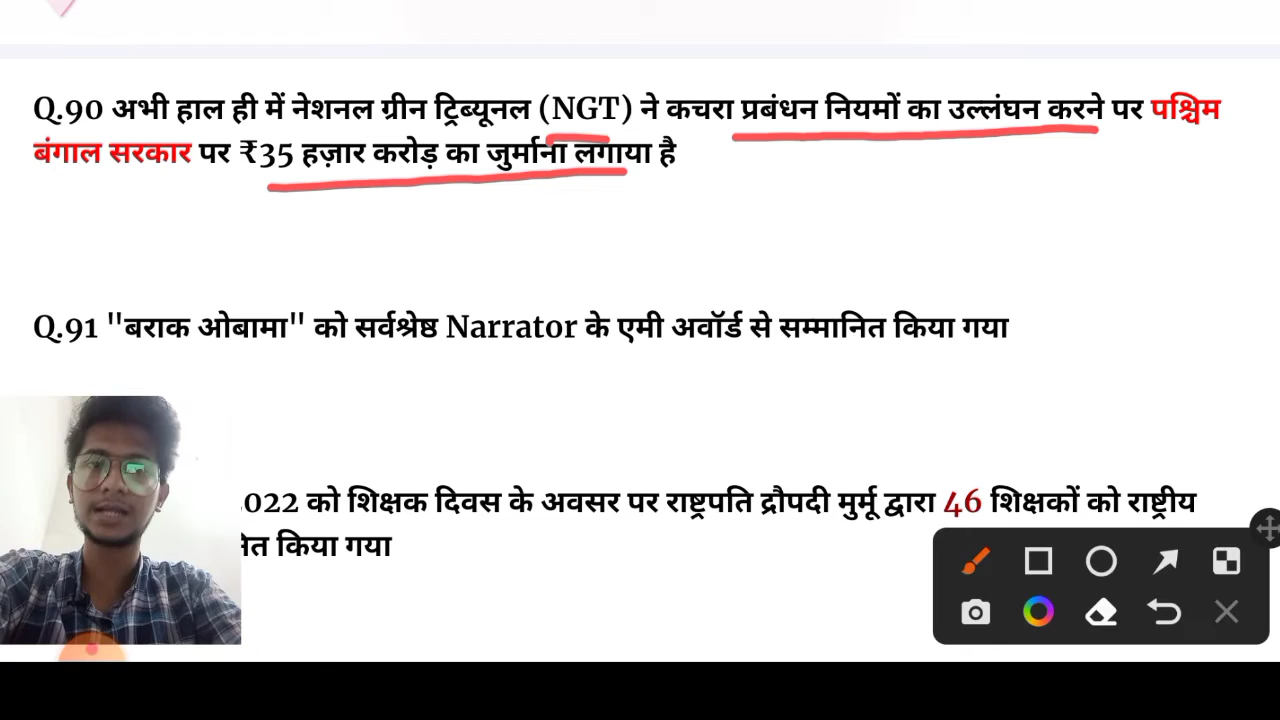 Q.90 अभी हाल ही में नेशनल ग्रीन ट्रिब्यूनल (NGT) ने कचरा प्रबंधन नियमों का उल्लंघन करने पर पश्चिम
बंगाल सरकार पर ₹35 हज़ार करोड़ का जुर्माना लगाया है
Q.91 "बराक ओबामा" को सर्वश्रेष्ठ Narrator के एमी अवॉर्ड से सम्मानित किया गया
2022 को शिक्षक दिवस के अवसर पर राष्ट्रपति द्रौपदी मुर्मू द्वारा 46 शिक्षकों को राष्ट्रीय
किया गया